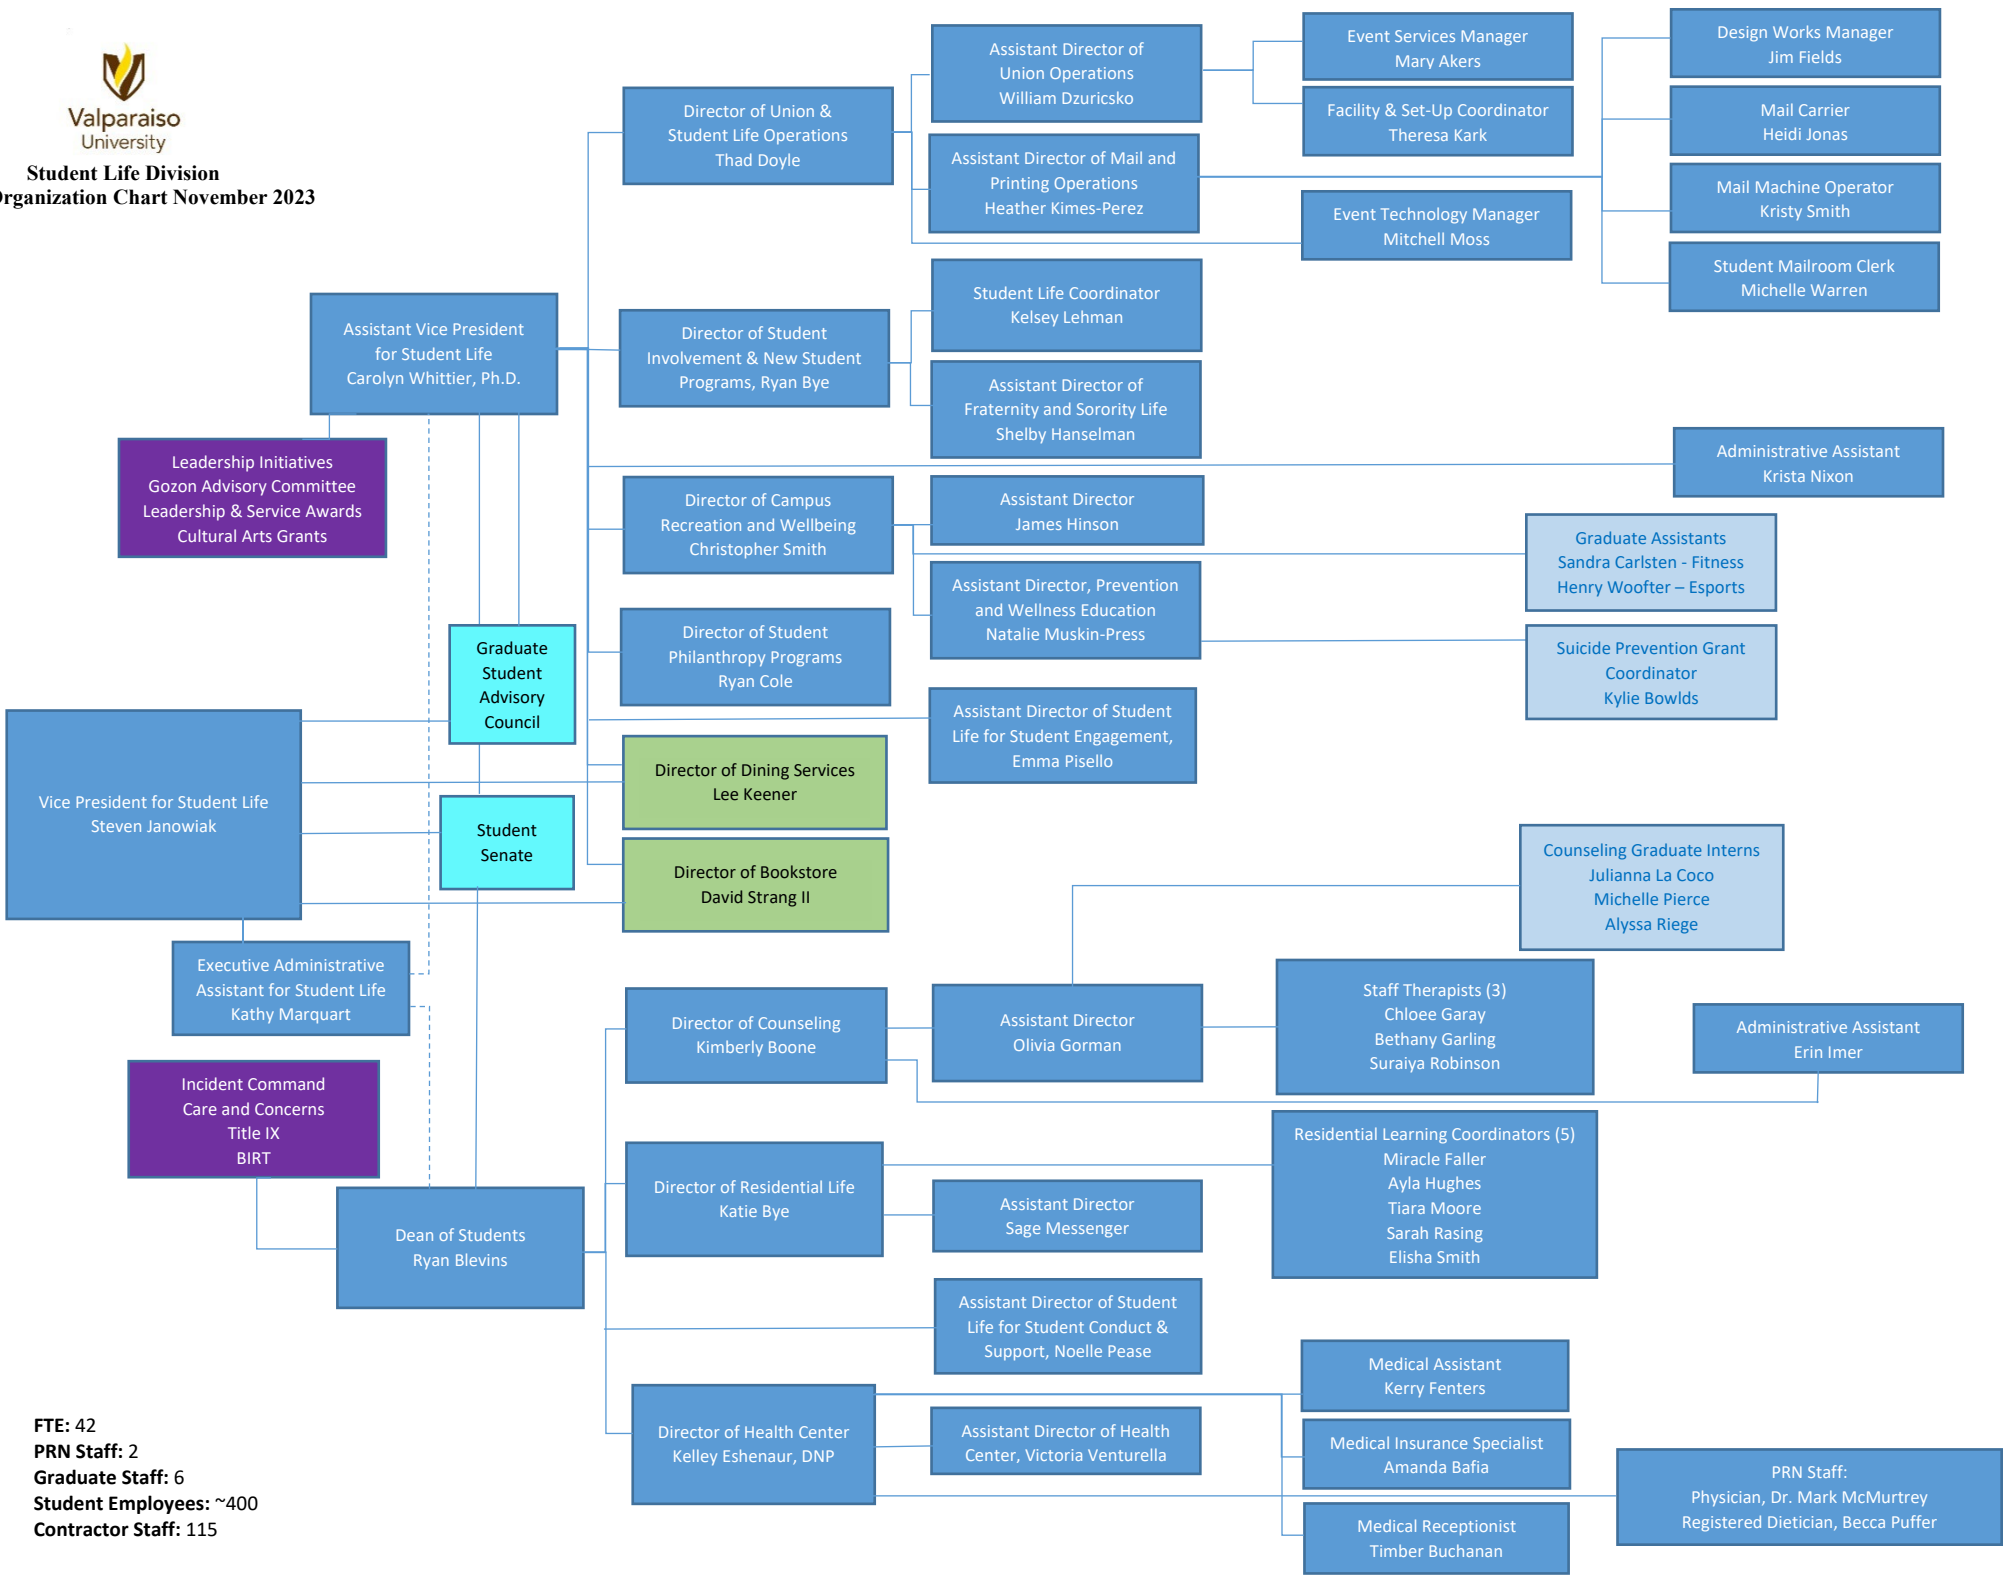 Valparaiso
University
Student Life Division
Organization Chart November 2023
Assistant Director of
Union Operations
William Dzuricsko
Event Services Manager
Mary Akers
Design Works Manager
Jim Fields
Director of Union &
Student Life Operations
Thad Doyle
Facility & Set-Up Coordinator
Theresa Kark
Mail Carrier
Heidi Jonas
Assistant Director of Mail and
Printing Operations
Heather Kimes-Perez
Mail Machine Operator
Kristy Smith
Event Technology Manager
Mitchell Moss
Student Mailroom Clerk
Michelle Warren
Assistant Vice President
for Student Life
Carolyn Whittier, Ph.D.
Director of Student
Involvement & New Student
Programs, Ryan Bye
Student Life Coordinator
Kelsey Lehman
Assistant Director of
Fraternity and Sorority Life
Shelby Hanselman
Leadership Initiatives
Gozon Advisory Committee
Leadership & Service Awards
Cultural Arts Grants
Administrative Assistant
Krista Nixon
Director of Campus
Recreation and Wellbeing
Christopher Smith
Assistant Director
James Hinson
Graduate Assistants
Sandra Carlsten - Fitness
Henry Woofter – Esports
Assistant Director, Prevention
and Wellness Education
Natalie Muskin-Press
Director of Student
Philanthropy Programs
Ryan Cole
Suicide Prevention Grant
Coordinator
Kylie Bowlds
Graduate
Student
Advisory
Council
Assistant Director of Student
Life for Student Engagement,
Emma Pisello
Vice President for Student Life
Steven Janowiak
Director of Dining Services
Lee Keener
Student
Senate
Director of Bookstore
David Strang II
Counseling Graduate Interns
Julianna La Coco
Michelle Pierce
Alyssa Riege
Executive Administrative
Assistant for Student Life
Kathy Marquart
Director of Counseling
Kimberly Boone
Assistant Director
Olivia Gorman
Staff Therapists (3)
Chloee Garay
Bethany Garling
Suraiya Robinson
Administrative Assistant
Erin Imer
Incident Command
Care and Concerns
Title IX
BIRT
Director of Residential Life
Katie Bye
Residential Learning Coordinators (5)
Miracle Faller
Ayla Hughes
Tiara Moore
Sarah Rasing
Elisha Smith
Assistant Director
Sage Messenger
Dean of Students
Ryan Blevins
Assistant Director of Student
Life for Student Conduct &
Support, Noelle Pease
Medical Assistant
Kerry Fenters
Director of Health Center
Kelley Eshenaur, DNP
Assistant Director of Health
Center, Victoria Venturella
Medical Insurance Specialist
Amanda Bafia
PRN Staff:
Physician, Dr. Mark McMurtrey
Registered Dietician, Becca Puffer
Medical Receptionist
Timber Buchanan
FTE: 42
PRN Staff: 2
Graduate Staff: 6
Student Employees: ~400
Contractor Staff: 115